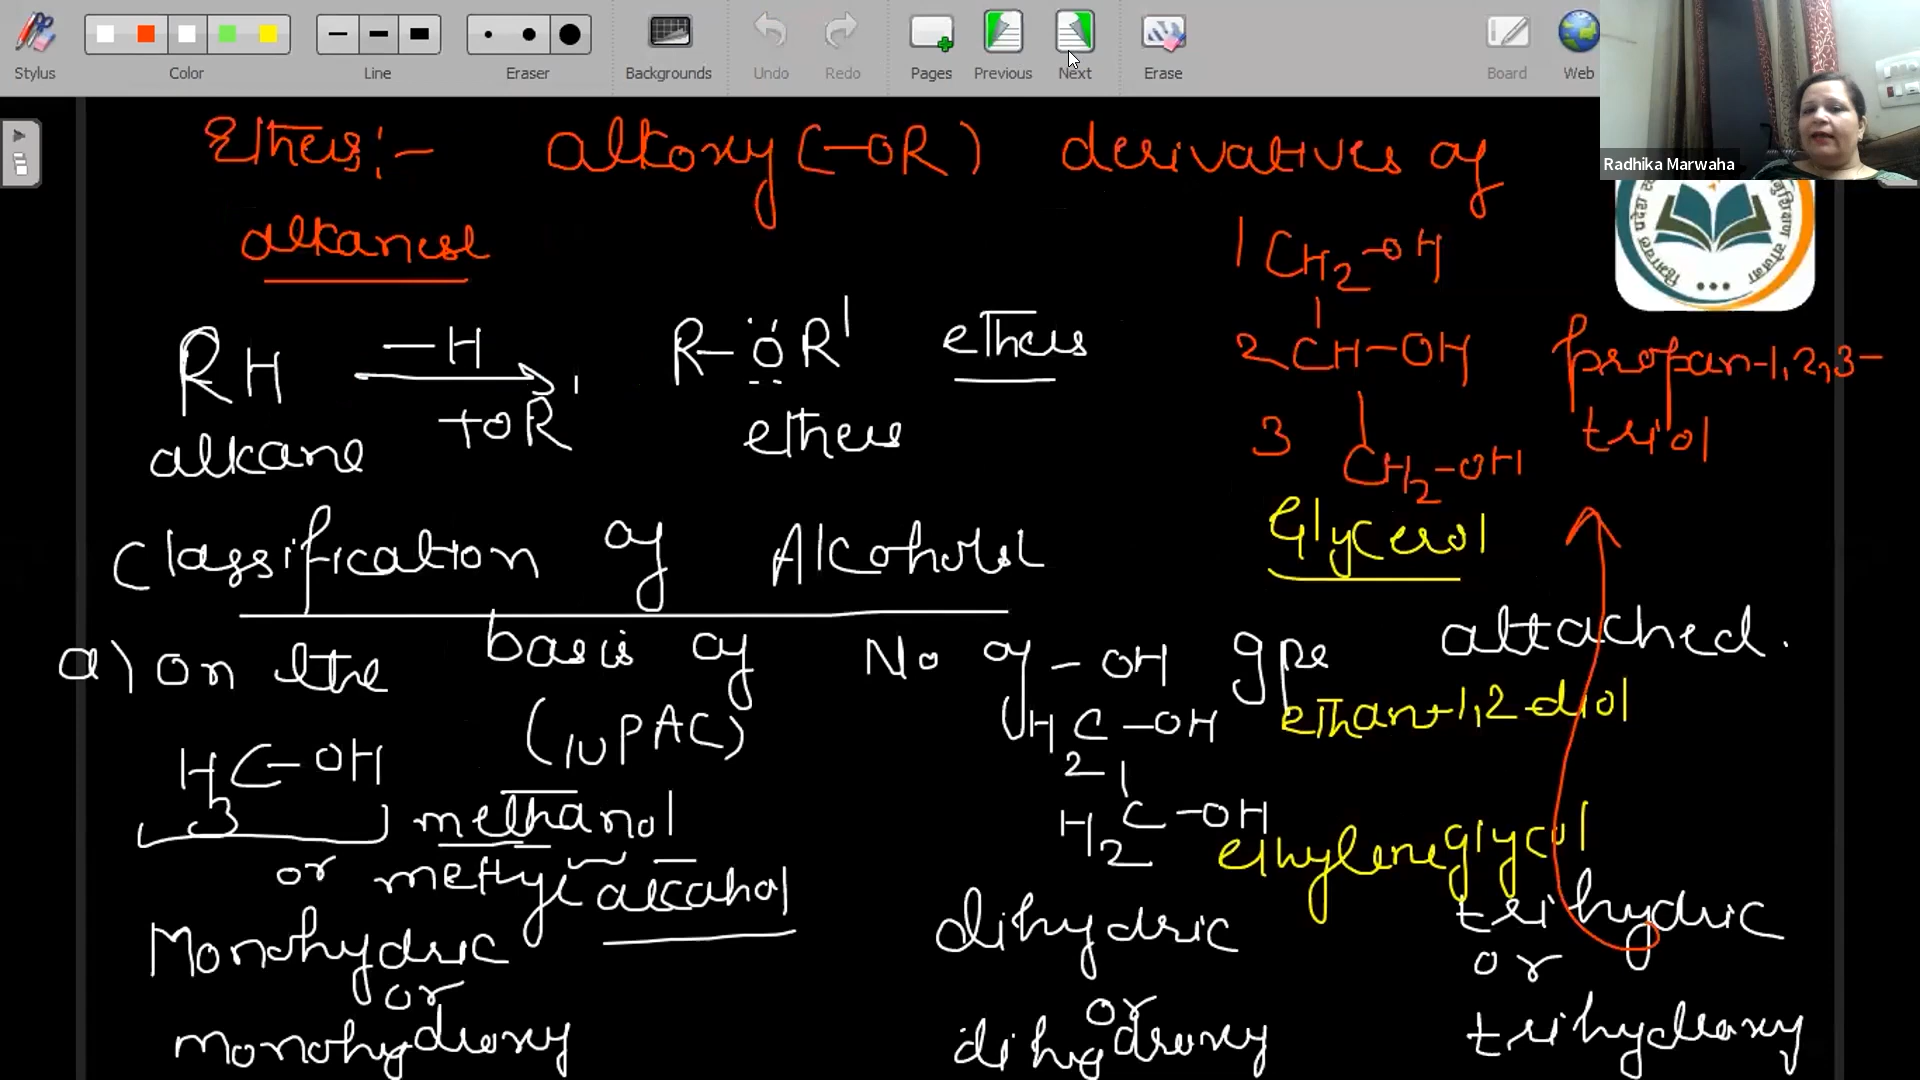 Stylus Color Line Eraser Backgrounds Undo Redo Pages Previous Next Erase Board Web
Radhika Marwaha
Ethers:- alkoxy (-OR) derivatives of
alkanes
RH -H R-ÖR' ethers
+OR'
alkane ethers
1 CH2-OH
2 CH-OH
3 CH2-OH
propan-1,2,3-
triol
Glycerol
Classification of Alcohols
a) on the basis of No of -OH gps attached.
(IUPAC)
H3C-OH
methanol
or methyl alcohol
H2C-OH
H2C-OH
ethan-1,2-diol
ethylene glycol
Monohydric dihydric trihydric
or or or
monohydroxy dihydroxy trihydroxy